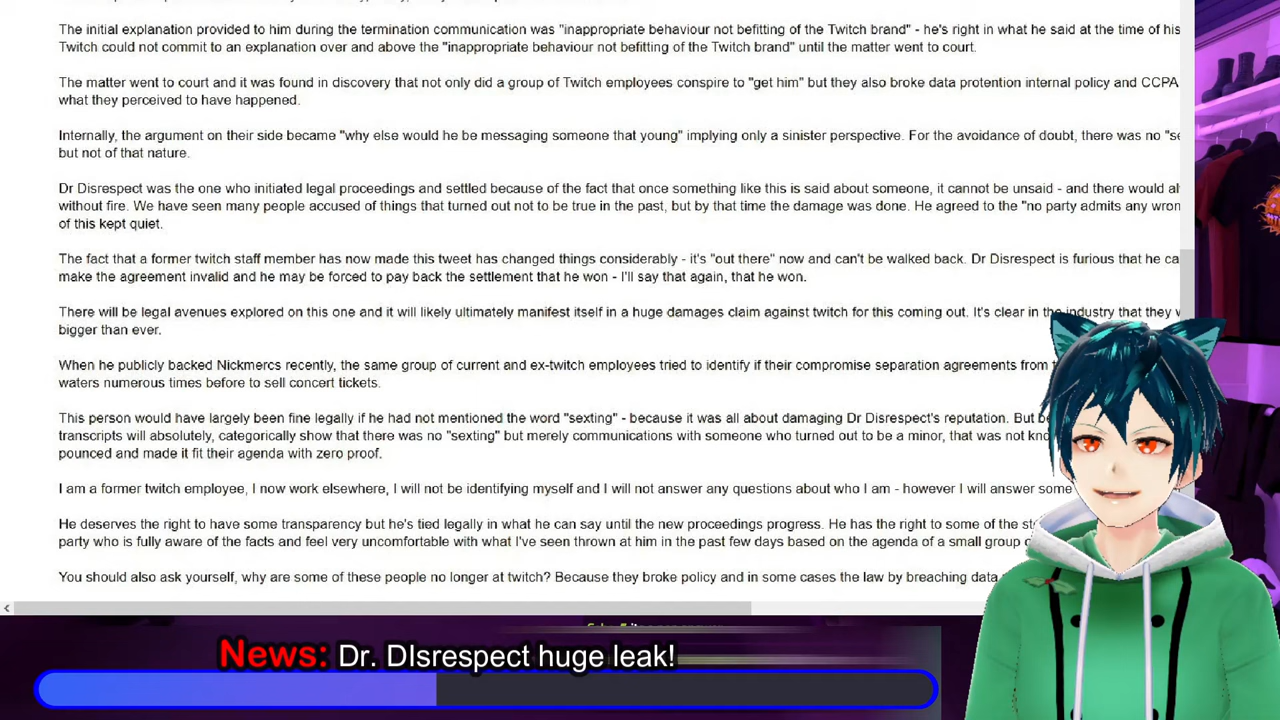 The initial explanation provided to him during the termination communication was "inappropriate behaviour not befitting of the Twitch brand" - he's right in what he said at the time of his
Twitch could not commit to an explanation over and above the "inappropriate behaviour not befitting of the Twitch brand" until the matter went to court.
The matter went to court and it was found in discovery that not only did a group of Twitch employees conspire to "get him" but they also broke data protention internal policy and CCPA
what they perceived to have happened.
Internally, the argument on their side became "why else would he be messaging someone that young" implying only a sinister perspective. For the avoidance of doubt, there was no
but not of that nature.
Dr Disrespect was the one who initiated legal proceedings and settled because of the fact that once something like this is said about someone, it cannot be unsaid - and there would
without fire. We have seen many people accused of things that turned out not to be true in the past, but by that time the damage was done. He agreed to the "no party admits any
of this kept quiet.
The fact that a former twitch staff member has now made this tweet has changed things considerably - it's "out there" now and can't be walked back. Dr Disrespect is furious that he
make the agreement invalid and he may be forced to pay back the settlement that he won - I'll say that again, that he won.
There will be legal avenues explored on this one and it will likely ultimately manifest itself in a huge damages claim against twitch for this coming out. It's clear in the industry that they
bigger than ever.
When he publicly backed Nickmercs recently, the same group of current and ex-twitch employees tried to identify if their compromise separation agreements from
waters numerous times before to sell concert tickets.
This person would have largely been fine legally if he had not mentioned the word "sexting" - because it was all about damaging Dr Disrespect's reputation. But
transcripts will absolutely, categorically show that there was no "sexting" but merely communications with someone who turned out to be a minor, that was not
pounced and made it fit their agenda with zero proof.
I am a former twitch employee, I now work elsewhere, I will not be identifying myself and I will not answer any questions about who I am - however I will answer some
He deserves the right to have some transparency but he's tied legally in what he can say until the new proceedings progress. He has the right to some of the
party who is fully aware of the facts and feel very uncomfortable with what I've seen thrown at him in the past few days based on the agenda of a small group
You should also ask yourself, why are some of these people no longer at twitch? Because they broke policy and in some cases the law by breaching data
News: Dr. DIsrespect huge leak!